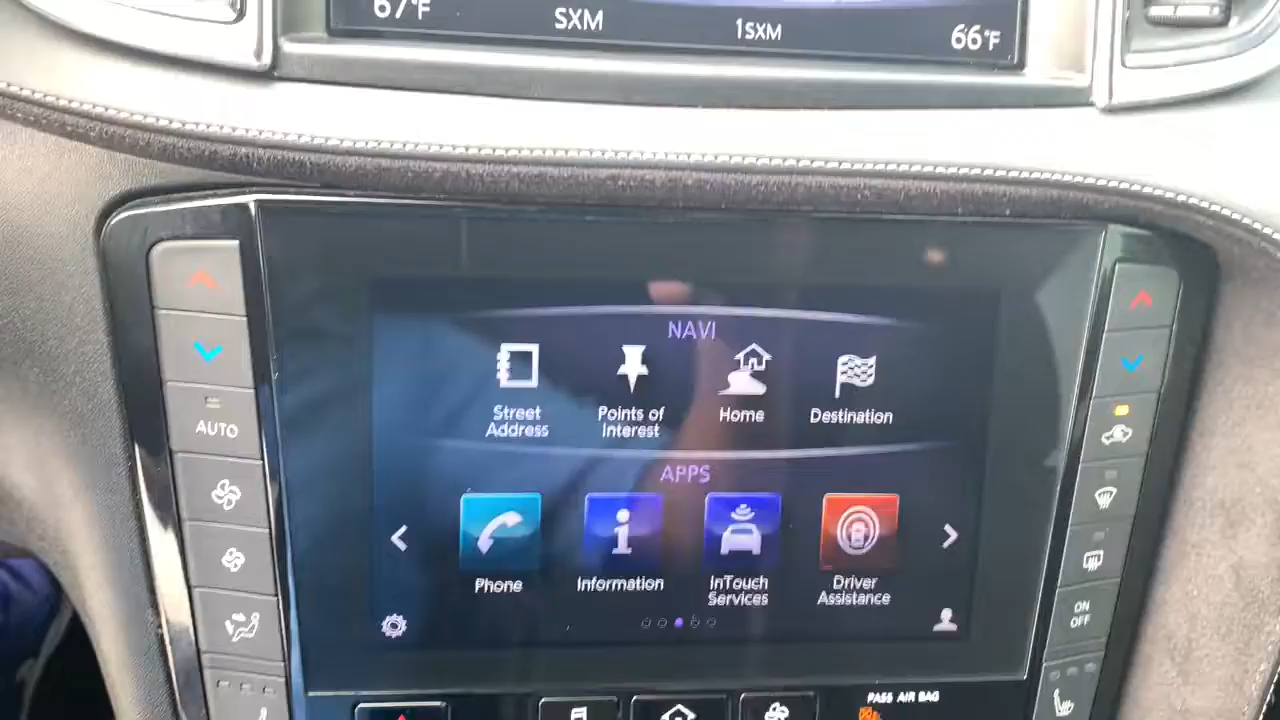 67°F
SXM
1SXM
66°F
NAVI
Street
Address
Points of
Interest
Home
Destination
AUTO
APPS
Phone
Information
InTouch
Services
Driver
Assistance
ON
OFF
PASS AIR BAG